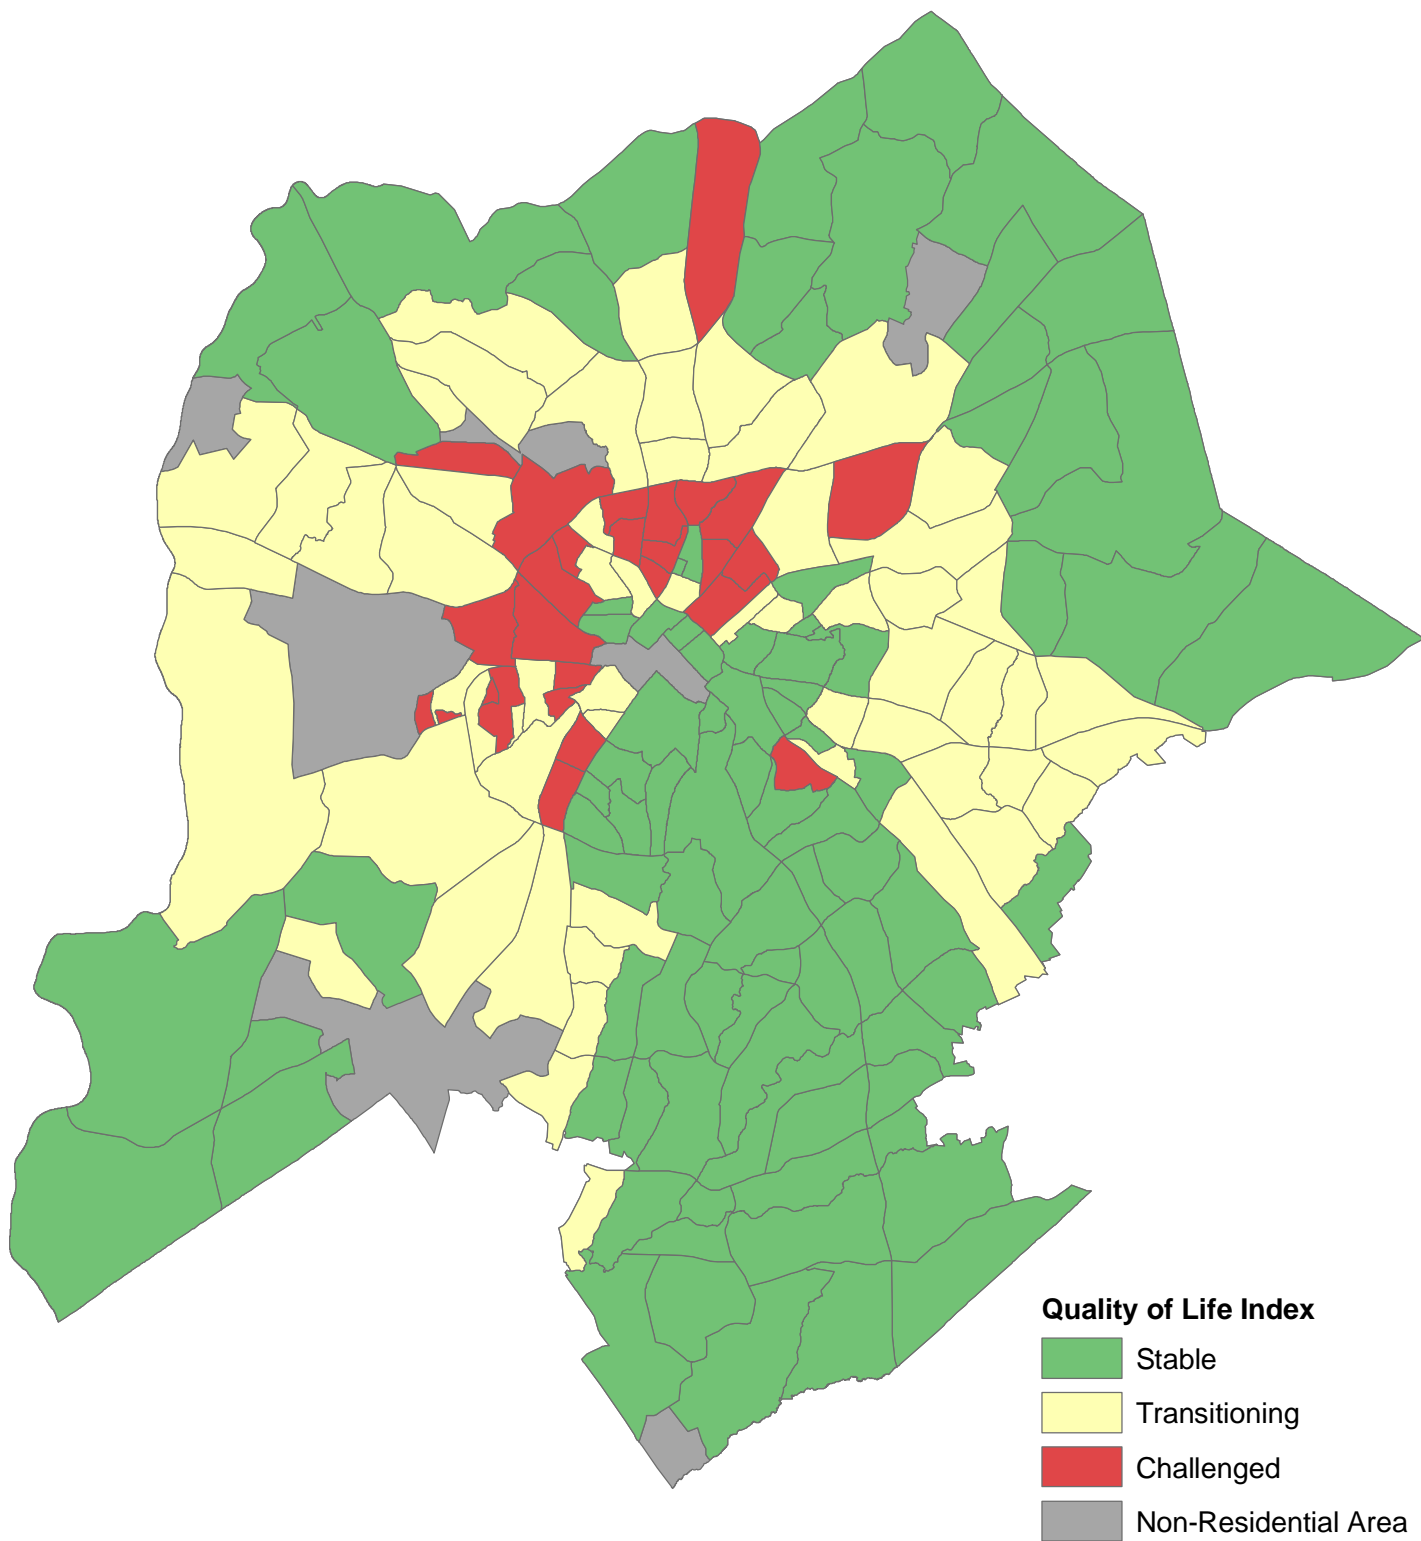 Quality of Life Index
Stable
Transitioning
Challenged
Non-Residential Area